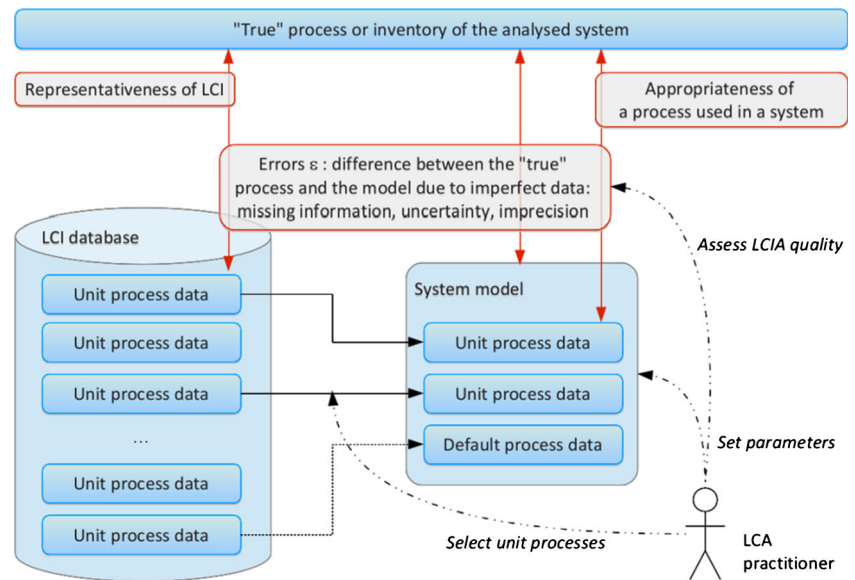 "True" process or inventory of the analysed system
Representativeness of LCI
Appropriateness of
a process used in a system
Errors ε : difference between the "true"
process and the model due to imperfect data:
missing information, uncertainty, imprecision
LCI database
Unit process data
Unit process data
Unit process data
...
Unit process data
Unit process data
System model
Unit process data
Unit process data
Default process data
Assess LCIA quality
Set parameters
Select unit processes
LCA
practitioner